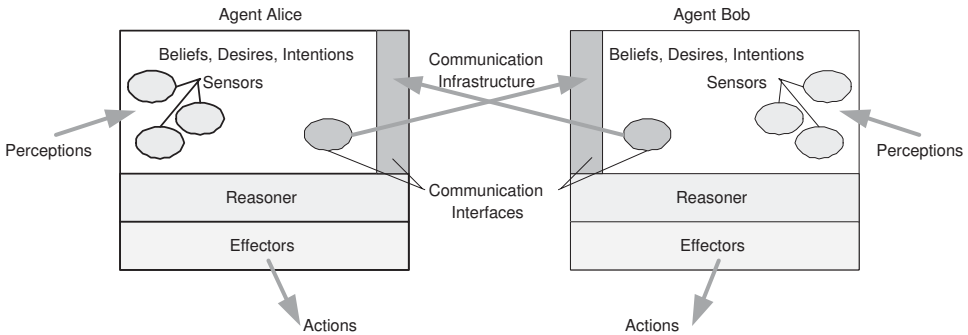 Agent Alice
Agent Bob
Beliefs, Desires, Intentions
Sensors
Communication
Infrastructure
Beliefs, Desires, Intentions
Sensors
Perceptions
Perceptions
Communication
Interfaces
Reasoner
Reasoner
Effectors
Effectors
Actions
Actions